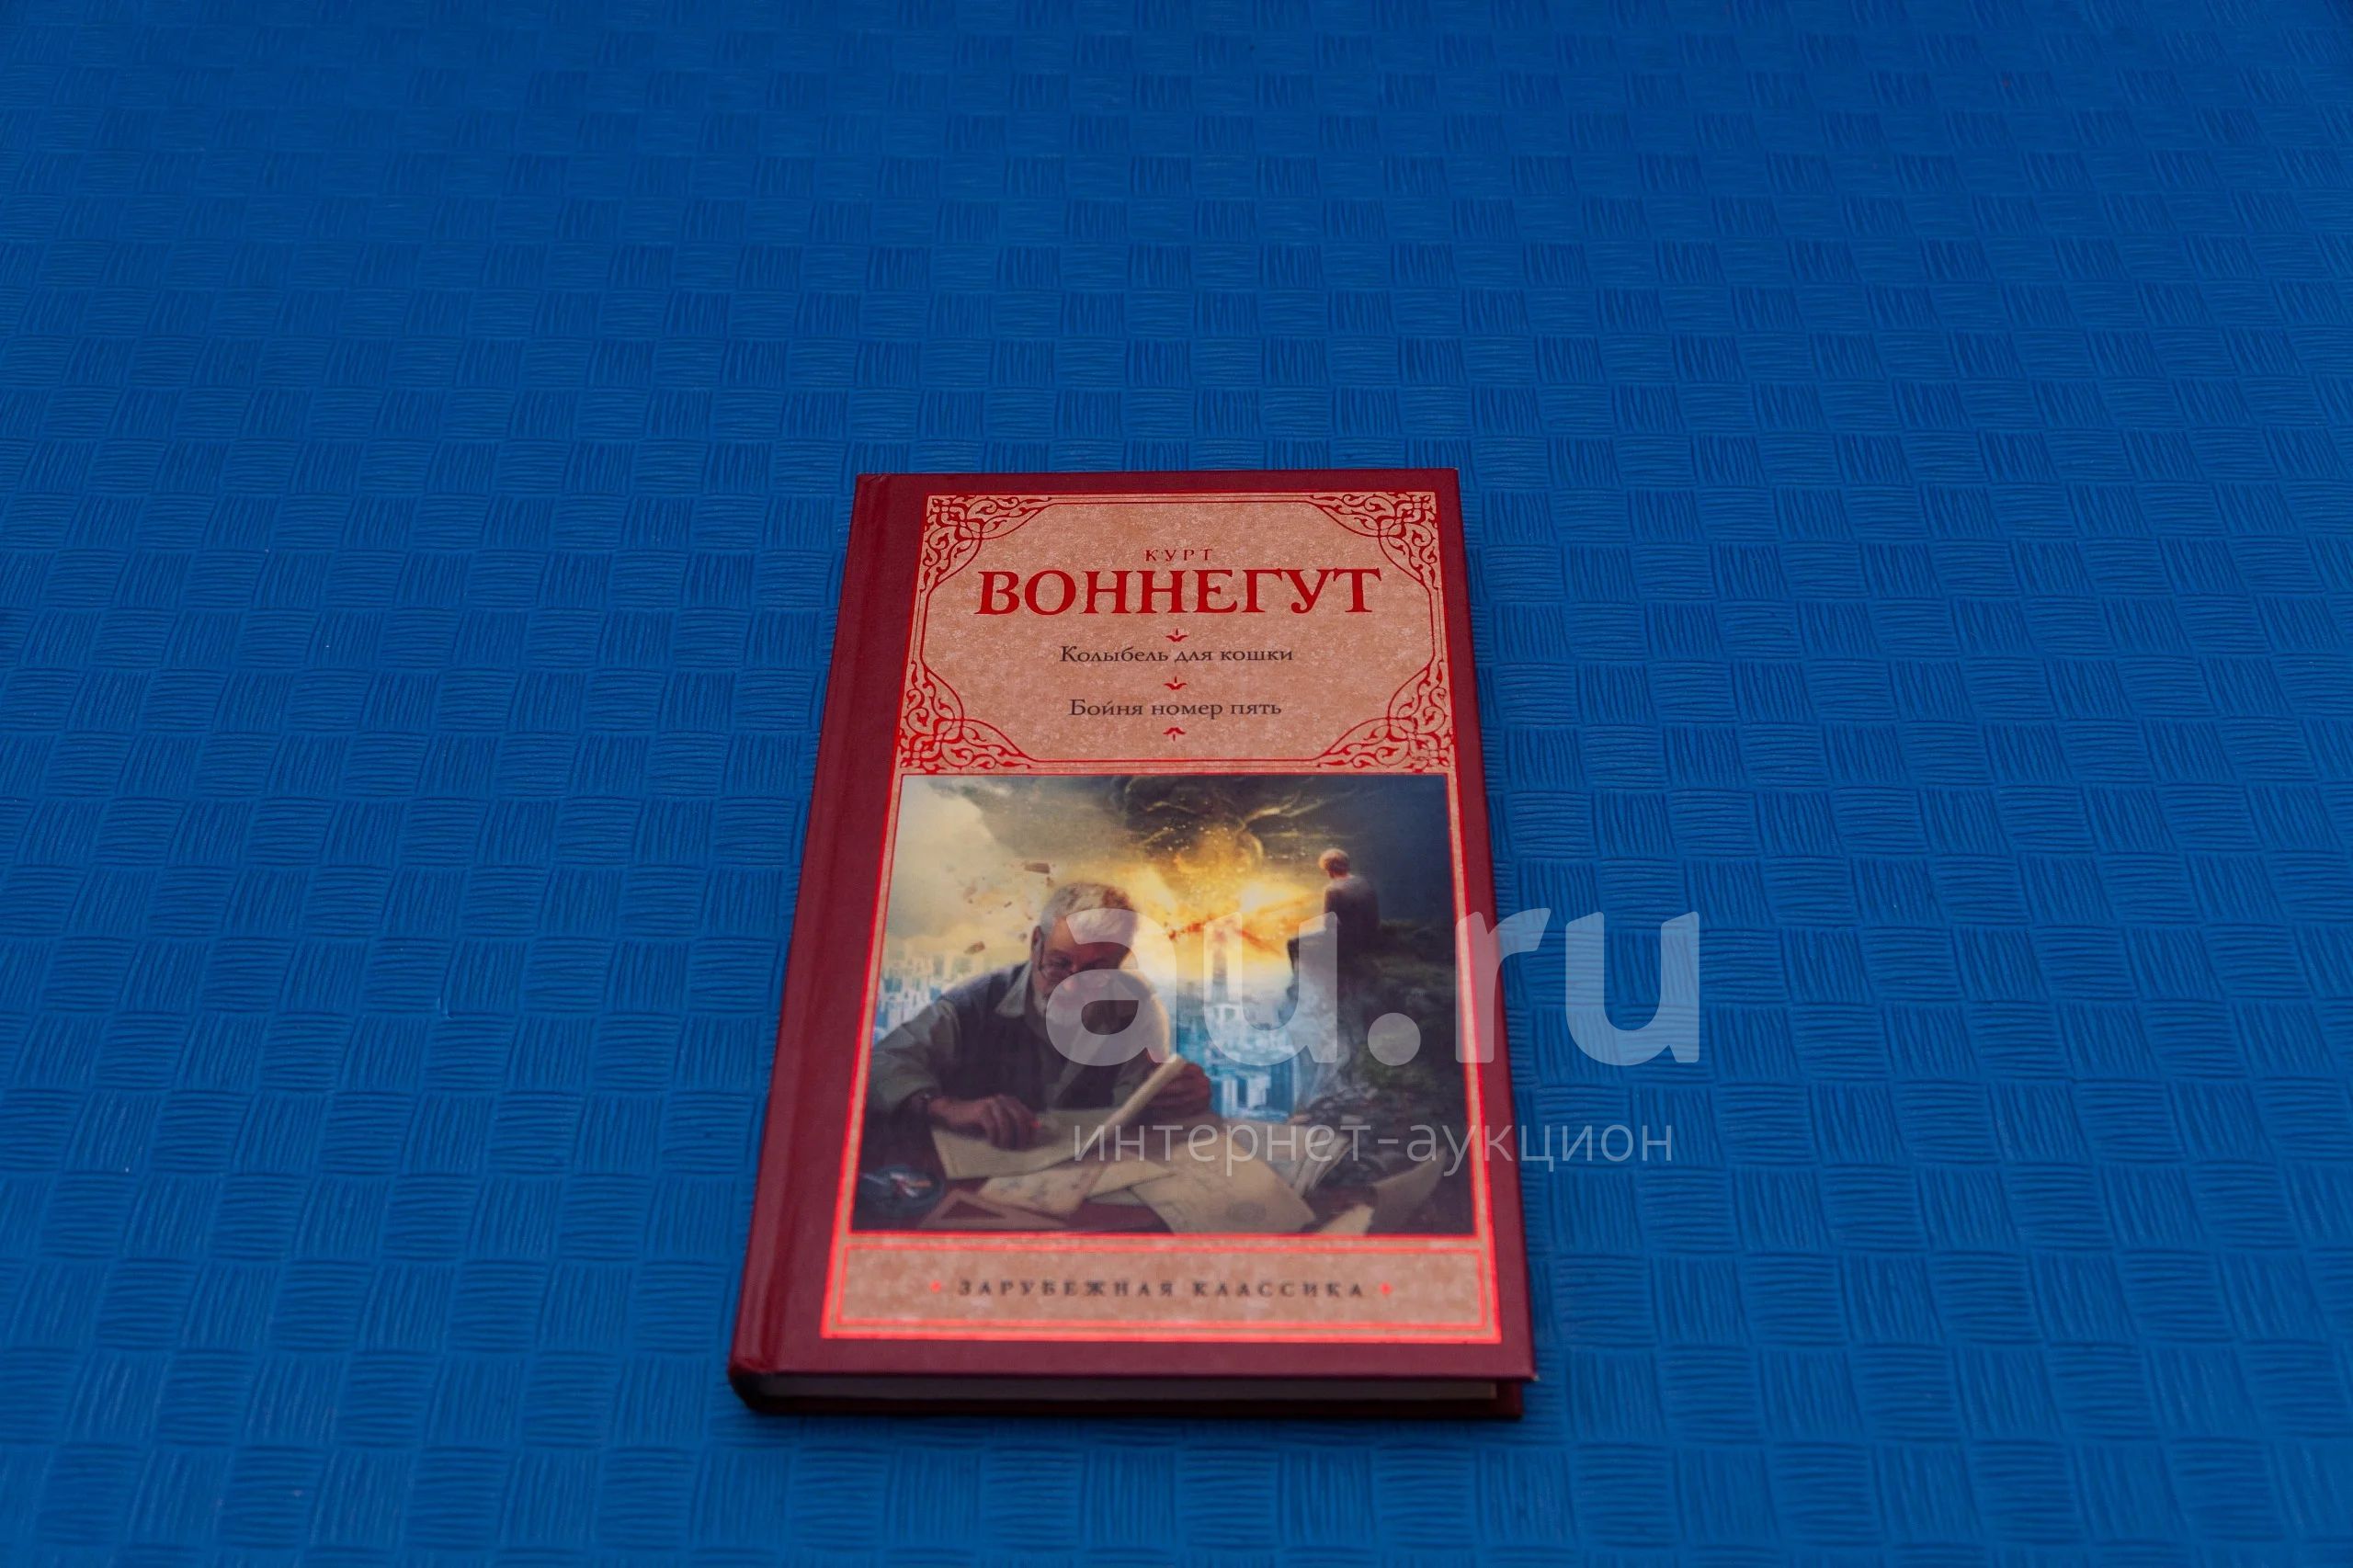 КУРТ
ВОННЕГУТ
Колыбель для кошки
Бойня номер пять
au.ru
интернет-аукцион
ЗАРУБЕЖНАЯ КЛАССИКА